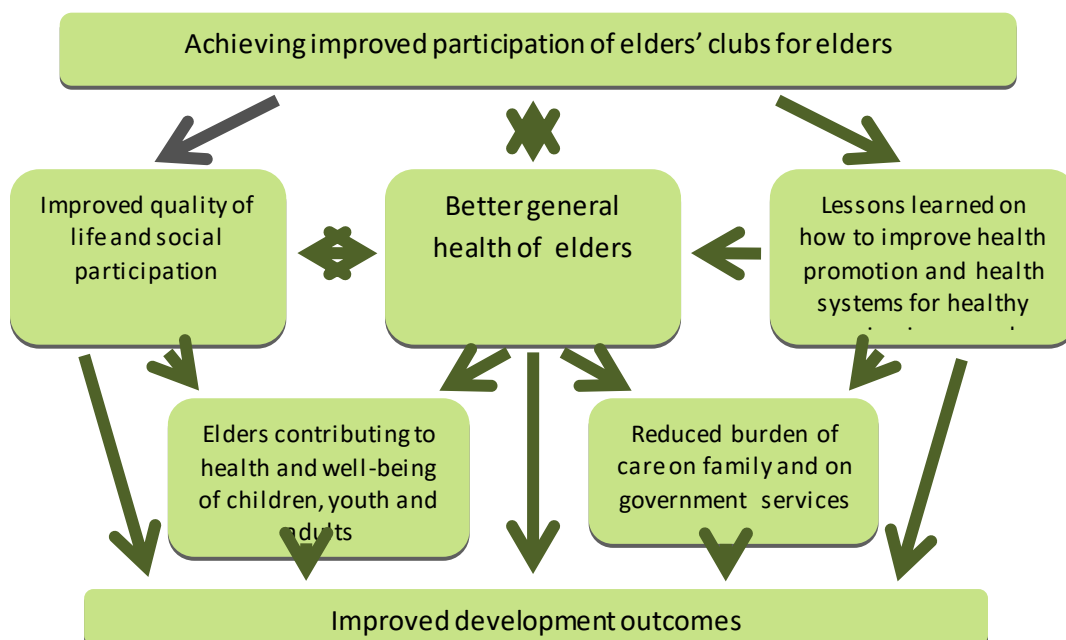 Achieving improved participation of elders’ clubs for elders
Improved quality of
life and social
participation
Better general
health of elders
Lessons learned on
how to improve health
promotion and health
systems for healthy
Elders contributing to
health and well-being
of children, youth and
adults
Reduced burden of
care on family and on
government services
Improved development outcomes